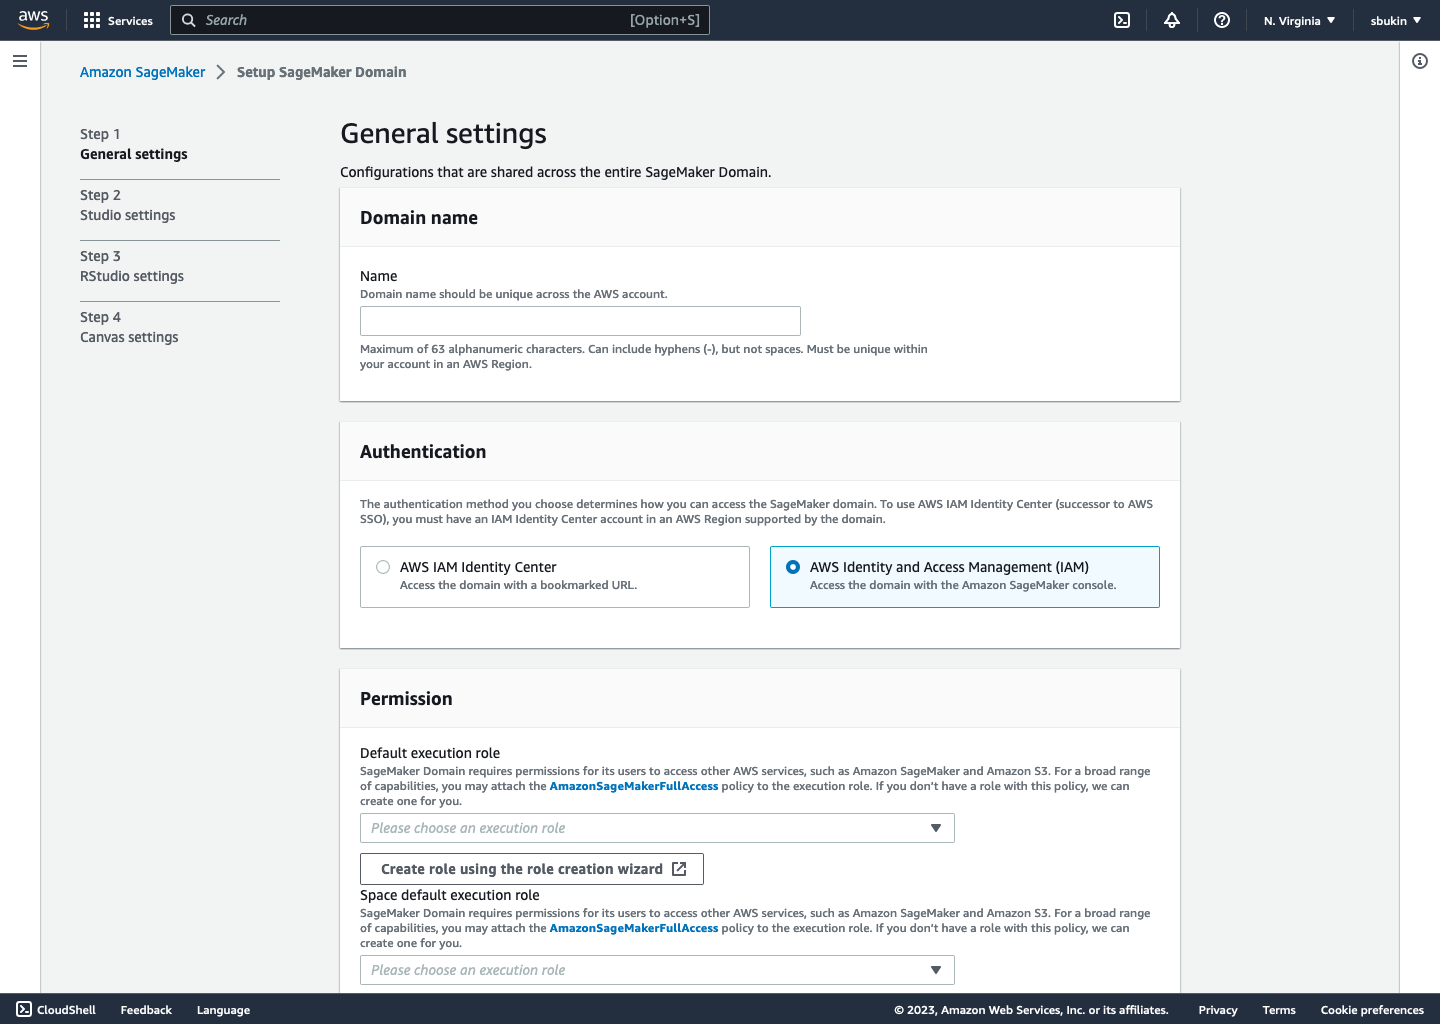 aws
Services
Search
[Option+S]
N. Virginia
sbukin
Amazon SageMaker
Setup SageMaker Domain
Step 1
General settings
Step 2
Studio settings
Step 3
RStudio settings
Step 4
Canvas settings
General settings
Configurations that are shared across the entire SageMaker Domain.
Domain name
Name
Domain name should be unique across the AWS account.
Maximum of 63 alphanumeric characters. Can include hyphens (-), but not spaces. Must be unique within
your account in an AWS Region.
Authentication
The authentication method you choose determines how you can access the SageMaker domain. To use AWS IAM Identity Center (successor to AWS
SSO), you must have an IAM Identity Center account in an AWS Region supported by the domain.
AWS IAM Identity Center
Access the domain with a bookmarked URL.
AWS Identity and Access Management (IAM)
Access the domain with the Amazon SageMaker console.
Permission
Default execution role
SageMaker Domain requires permissions for its users to access other AWS services, such as Amazon SageMaker and Amazon S3. For a broad range
of capabilities, you may attach the AmazonSageMakerFullAccess policy to the execution role. If you don't have a role with this policy, we can
create one for you.
Please choose an execution role
Create role using the role creation wizard
Space default execution role
SageMaker Domain requires permissions for its users to access other AWS services, such as Amazon SageMaker and Amazon S3. For a broad range
of capabilities, you may attach the AmazonSageMakerFullAccess policy to the execution role. If you don't have a role with this policy, we can
create one for you.
Please choose an execution role
CloudShell
Feedback
Language
© 2023, Amazon Web Services, Inc. or its affiliates.
Privacy
Terms
Cookie preferences